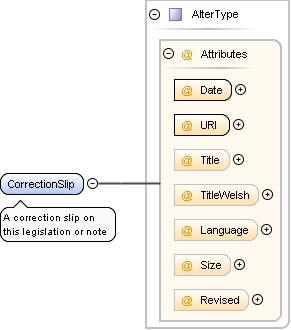 AlterType
@ Attributes
@ Date
@ URI
@ Title
CorrectionSlip
@ TitleWelsh
A correction slip on
this legislation or note
@ Language
@ Size
@ Revised